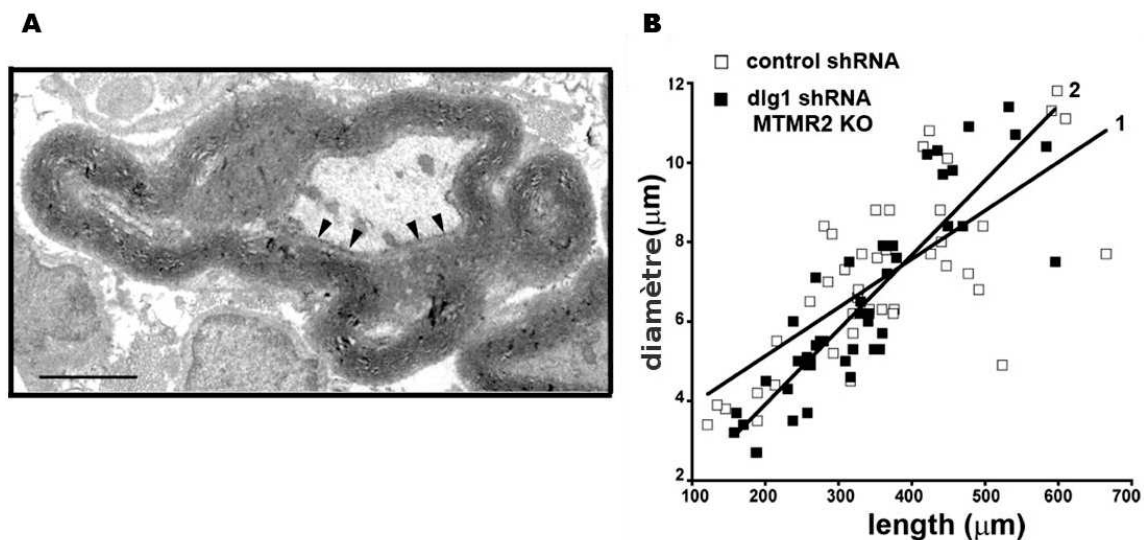 A
B
control shRNA
dlg1 shRNA
MTMR2 KO
12
10
8
6
4
2
diamètre(µm)
2
1
100 200 300 400 500 600 700
length (µm)